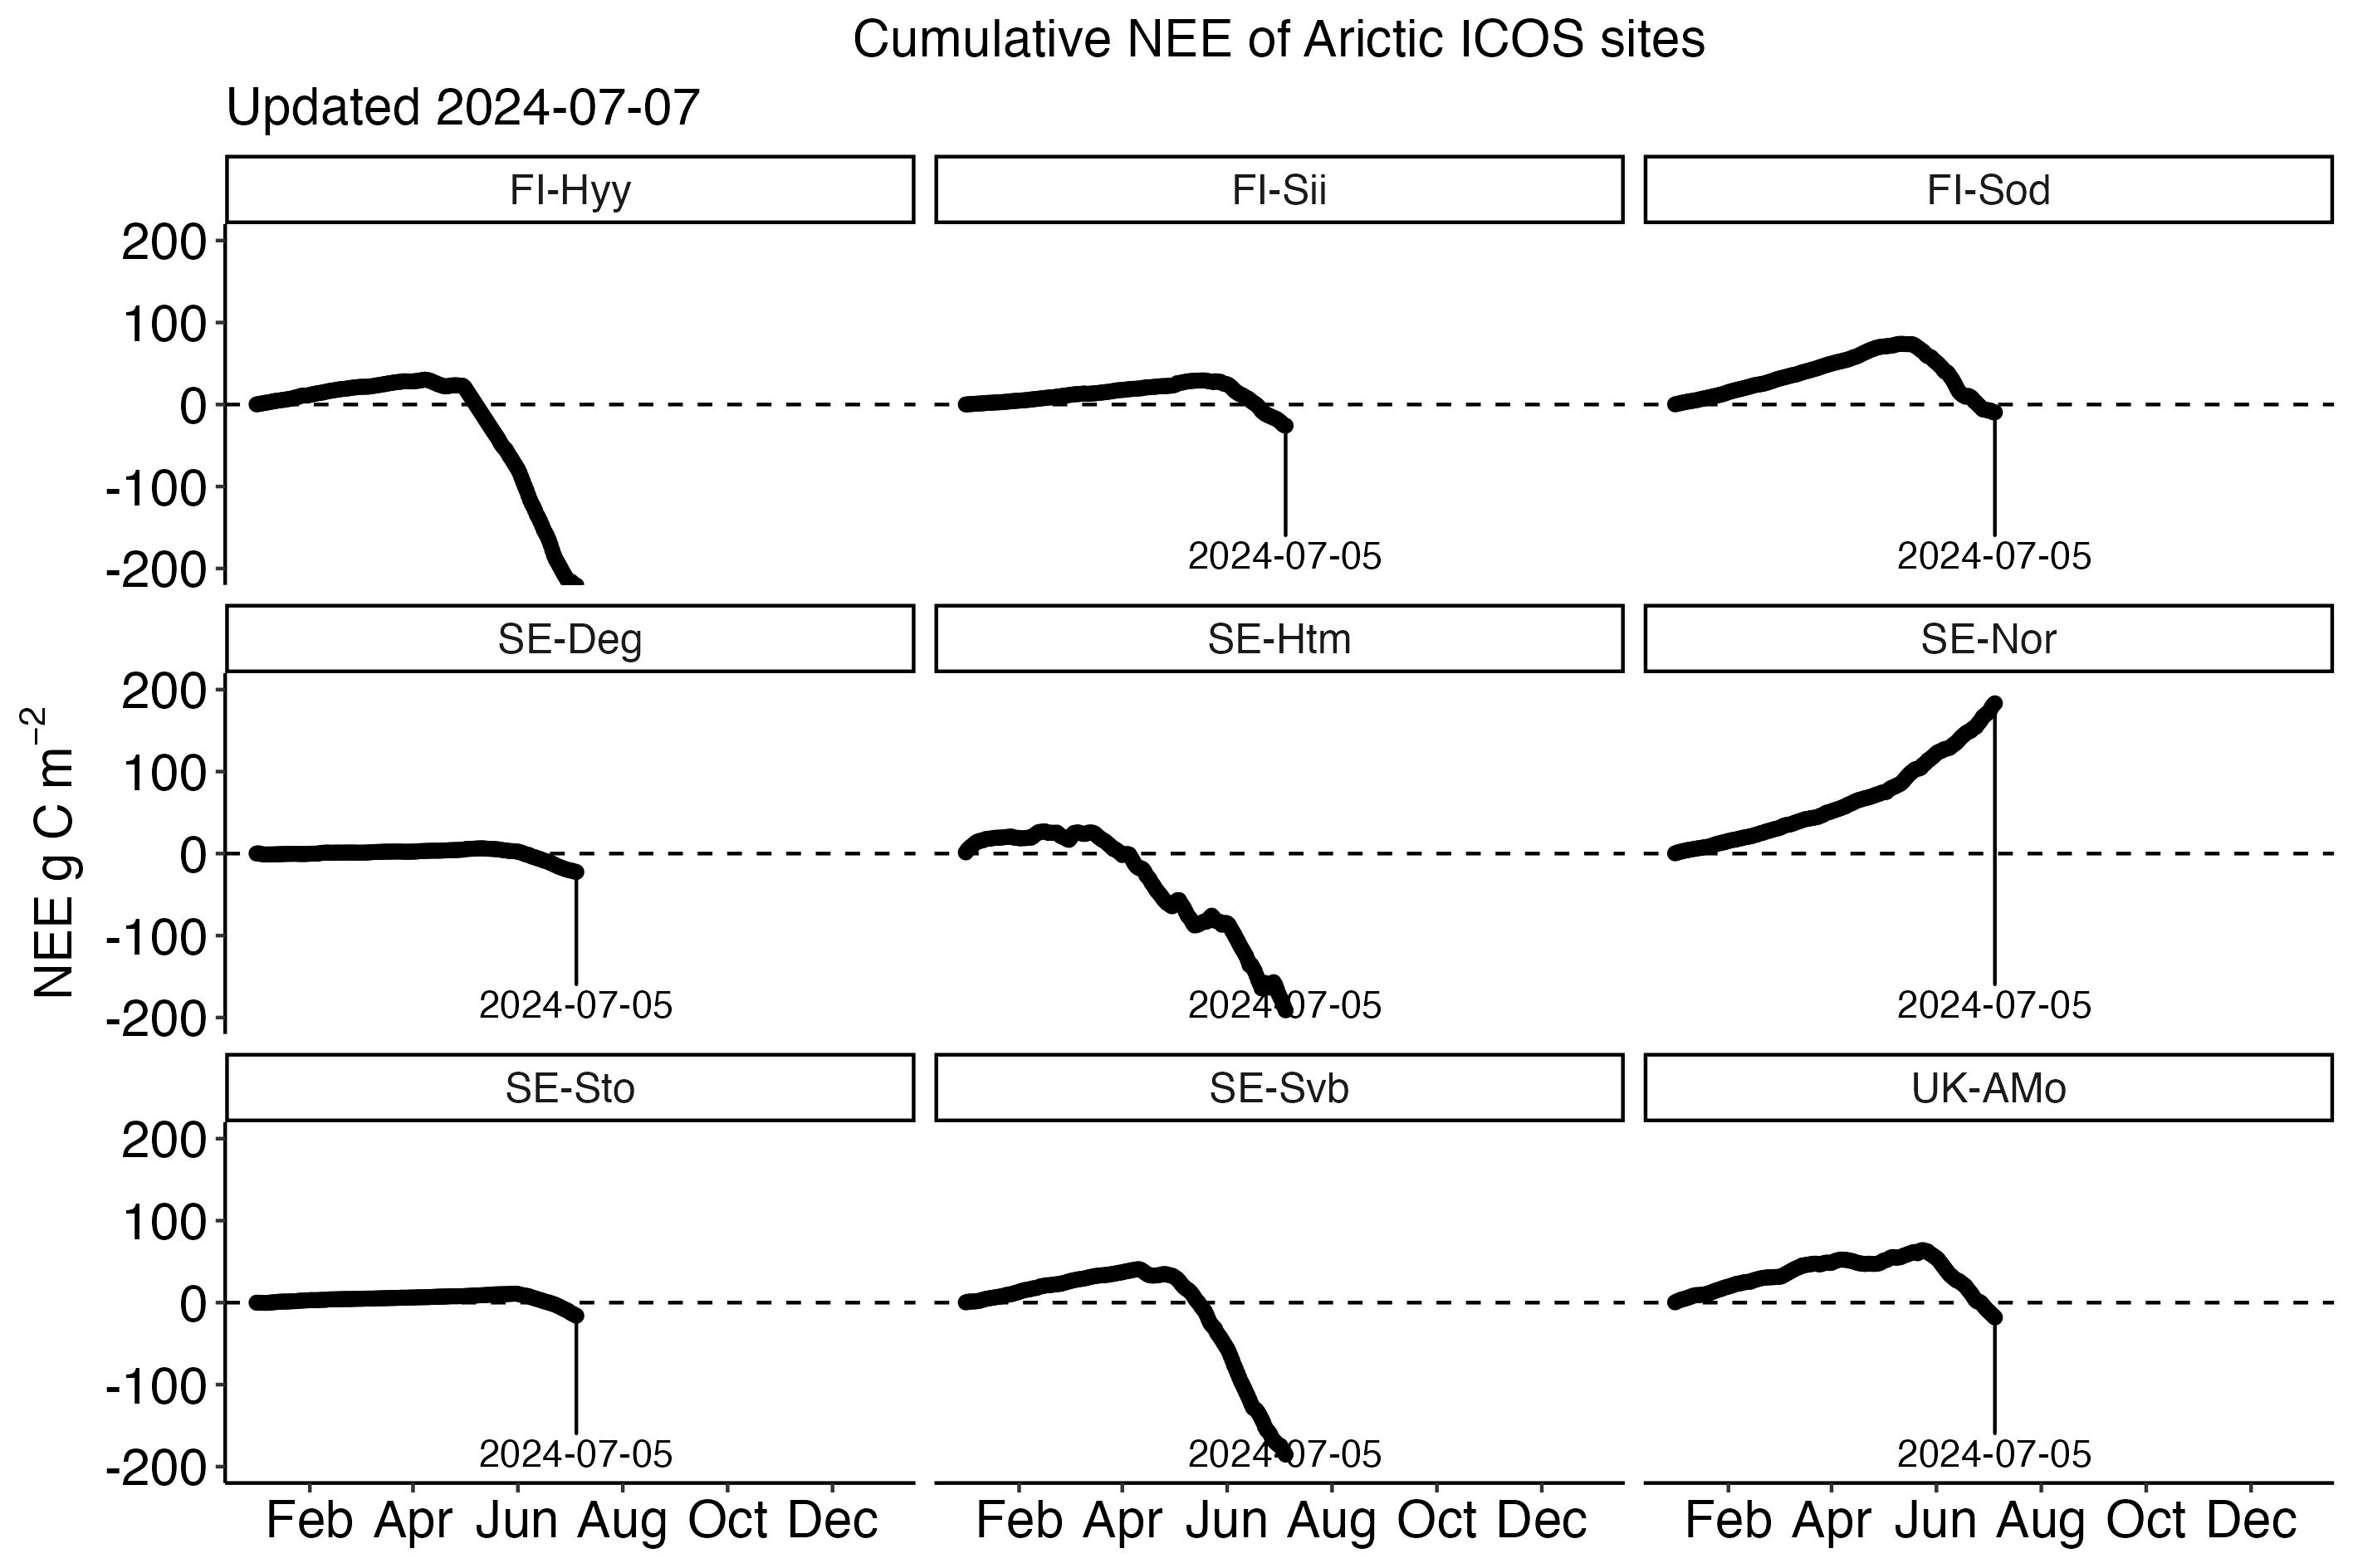 Cumulative NEE of Arictic ICOS sites
Updated 2024-07-07
FI-Hyy
FI-Sii
FI-Sod
200
100
0
-100
-200
2024-07-05
2024-07-05
SE-Deg
SE-Htm
SE-Nor
NEE g C m⁻²
200
100
0
-100
-200
2024-07-05
2024-07-05
2024-07-05
SE-Sto
SE-Svb
UK-AMo
200
100
0
-100
-200
2024-07-05
2024-07-05
2024-07-05
Feb Apr Jun Aug Oct Dec
Feb Apr Jun Aug Oct Dec
Feb Apr Jun Aug Oct Dec